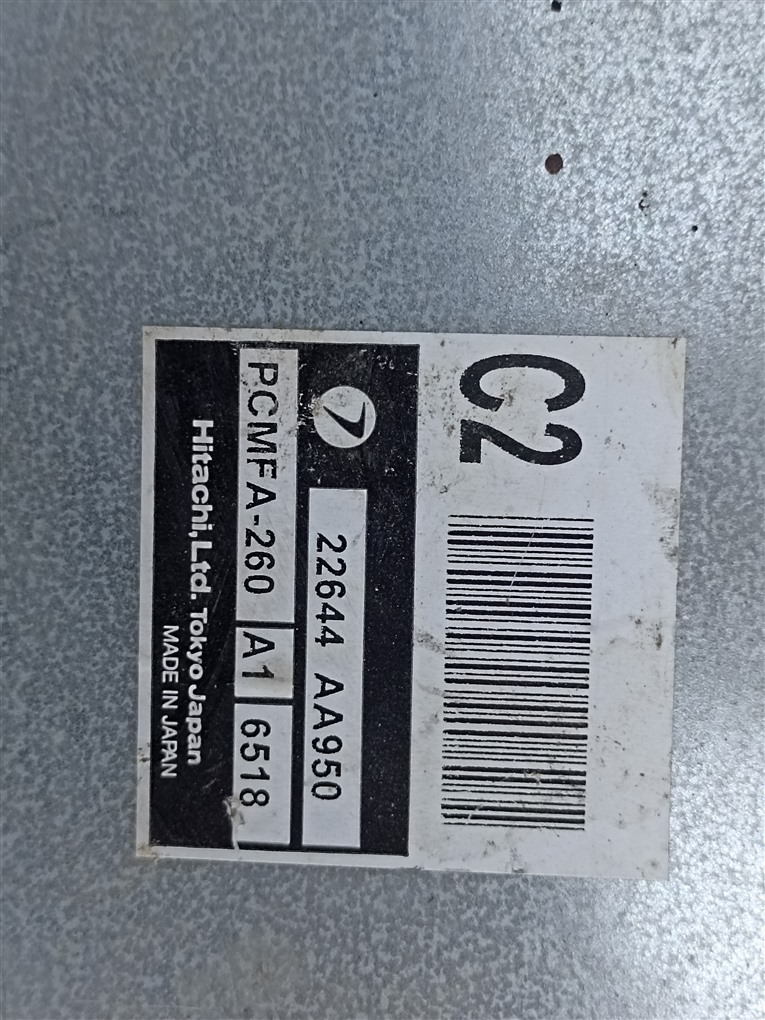 C2
22644 AA950
PCMFA-260 A1 6518
Hitachi, Ltd. Tokyo Japan
MADE IN JAPAN